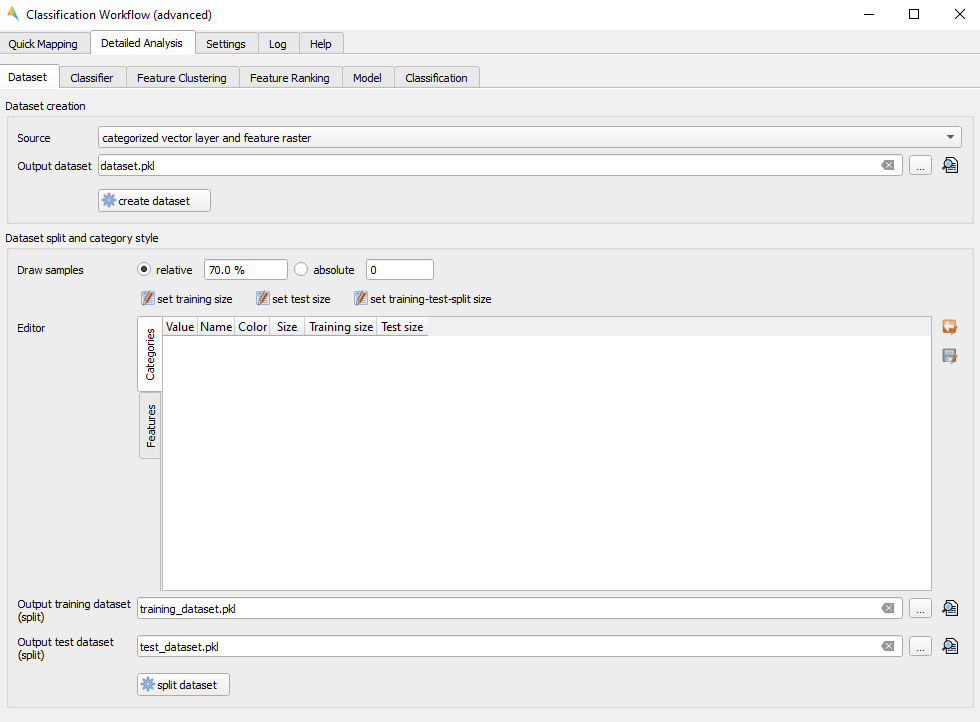 Classification Workflow (advanced)
Quick Mapping Detailed Analysis Settings Log Help
Dataset Classifier Feature Clustering Feature Ranking Model Classification
Dataset creation
Source categorized vector layer and feature raster
Output dataset dataset.pkl ...
create dataset
Dataset split and category style
Draw samples relative 70.0 % absolute 0
set training size set test size set training-test-split size
Editor
Categories
Features
Value Name Color Size Training size Test size
Output training dataset
(split)
training_dataset.pkl ...
Output test dataset
(split)
test_dataset.pkl ...
split dataset